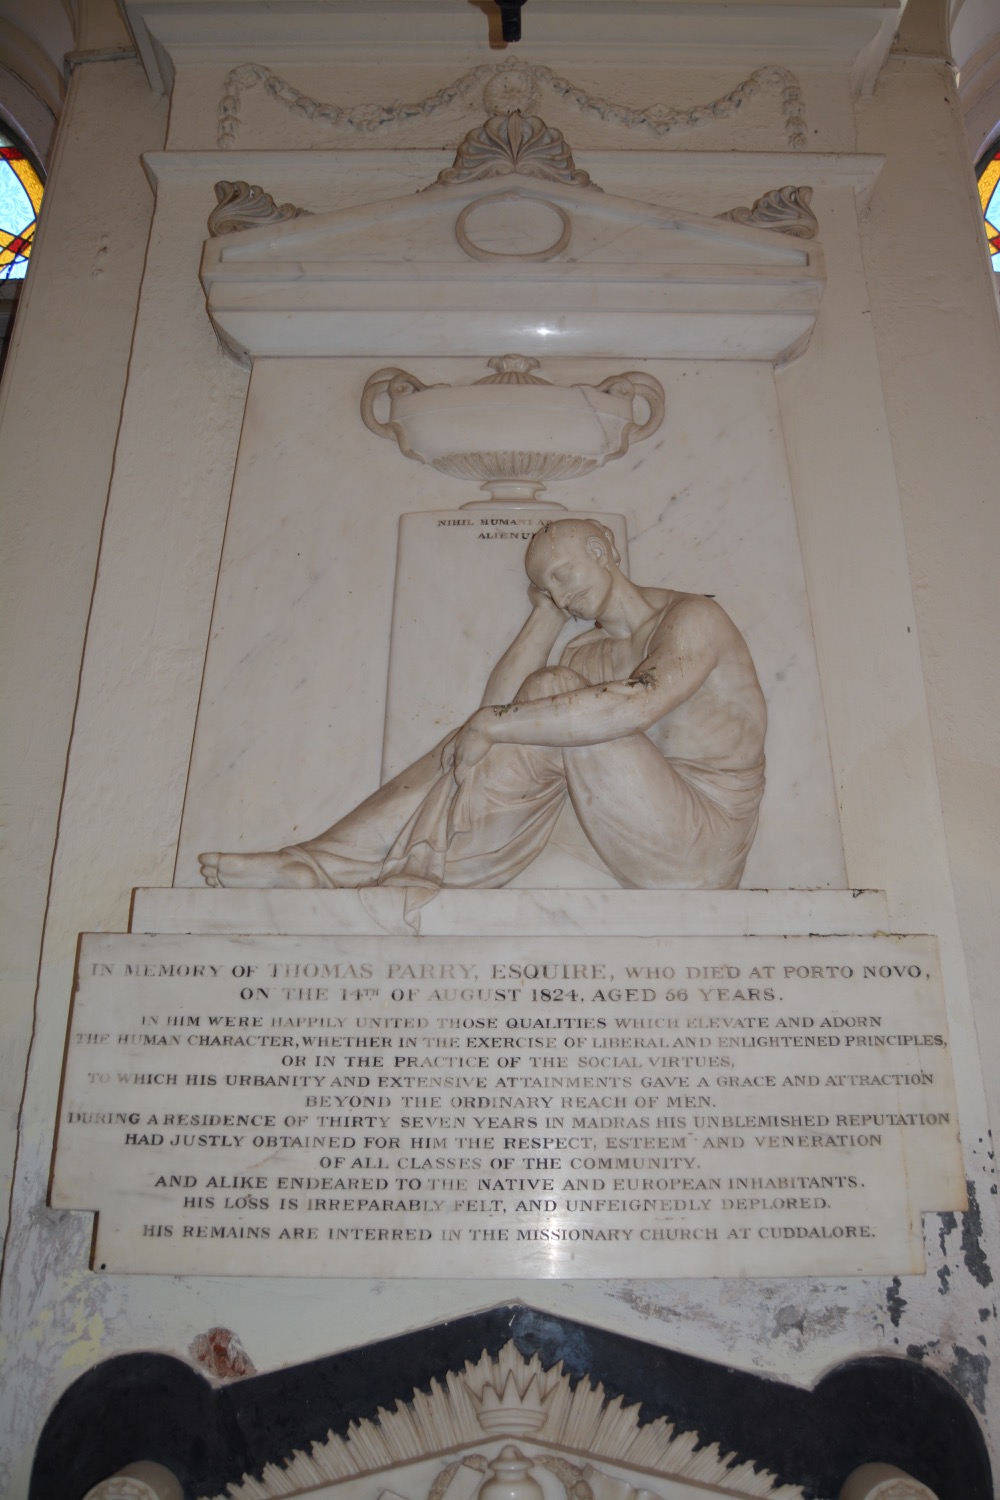 NIHIL HUMANI
ALIENU
IN MEMORY OF THOMAS PARRY, ESQUIRE, WHO DIED AT PORTO NOVO,
ON THE 14TH OF AUGUST 1824, AGED 56 YEARS.
IN HIM WERE HAPPILY UNITED THOSE QUALITIES WHICH ELEVATE AND ADORN
THE HUMAN CHARACTER, WHETHER IN THE EXERCISE OF LIBERAL AND ENLIGHTENED PRINCIPLES,
OR IN THE PRACTICE OF THE SOCIAL VIRTUES,
TO WHICH HIS URBANITY AND EXTENSIVE ATTAINMENTS GAVE A GRACE AND ATTRACTION
BEYOND THE ORDINARY REACH OF MEN.
DURING A RESIDENCE OF THIRTY SEVEN YEARS IN MADRAS HIS UNBLEMISHED REPUTATION
HAD JUSTLY OBTAINED FOR HIM THE RESPECT, ESTEEM AND VENERATION
OF ALL CLASSES OF THE COMMUNITY.
AND ALIKE ENDEARED TO THE NATIVE AND EUROPEAN INHABITANTS.
HIS LOSS IS IRREPARABLY FELT, AND UNFEIGNEDLY DEPLORED.
HIS REMAINS ARE INTERRED IN THE MISSIONARY CHURCH AT CUDDALORE.